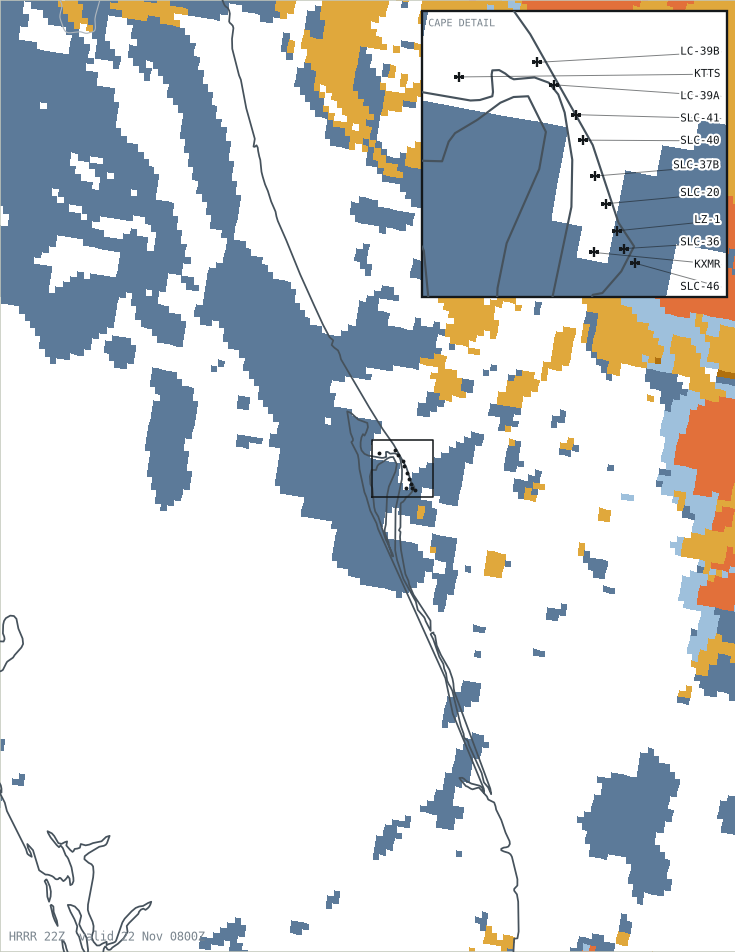 CAPE DETAIL
LC-39B
KTTS
LC-39A
SLC-41
SLC-40
SLC-37B
SLC-20
LZ-1
SLC-36
KXMR
SLC-46
HRRR 22Z  valid 22 Nov 0800Z